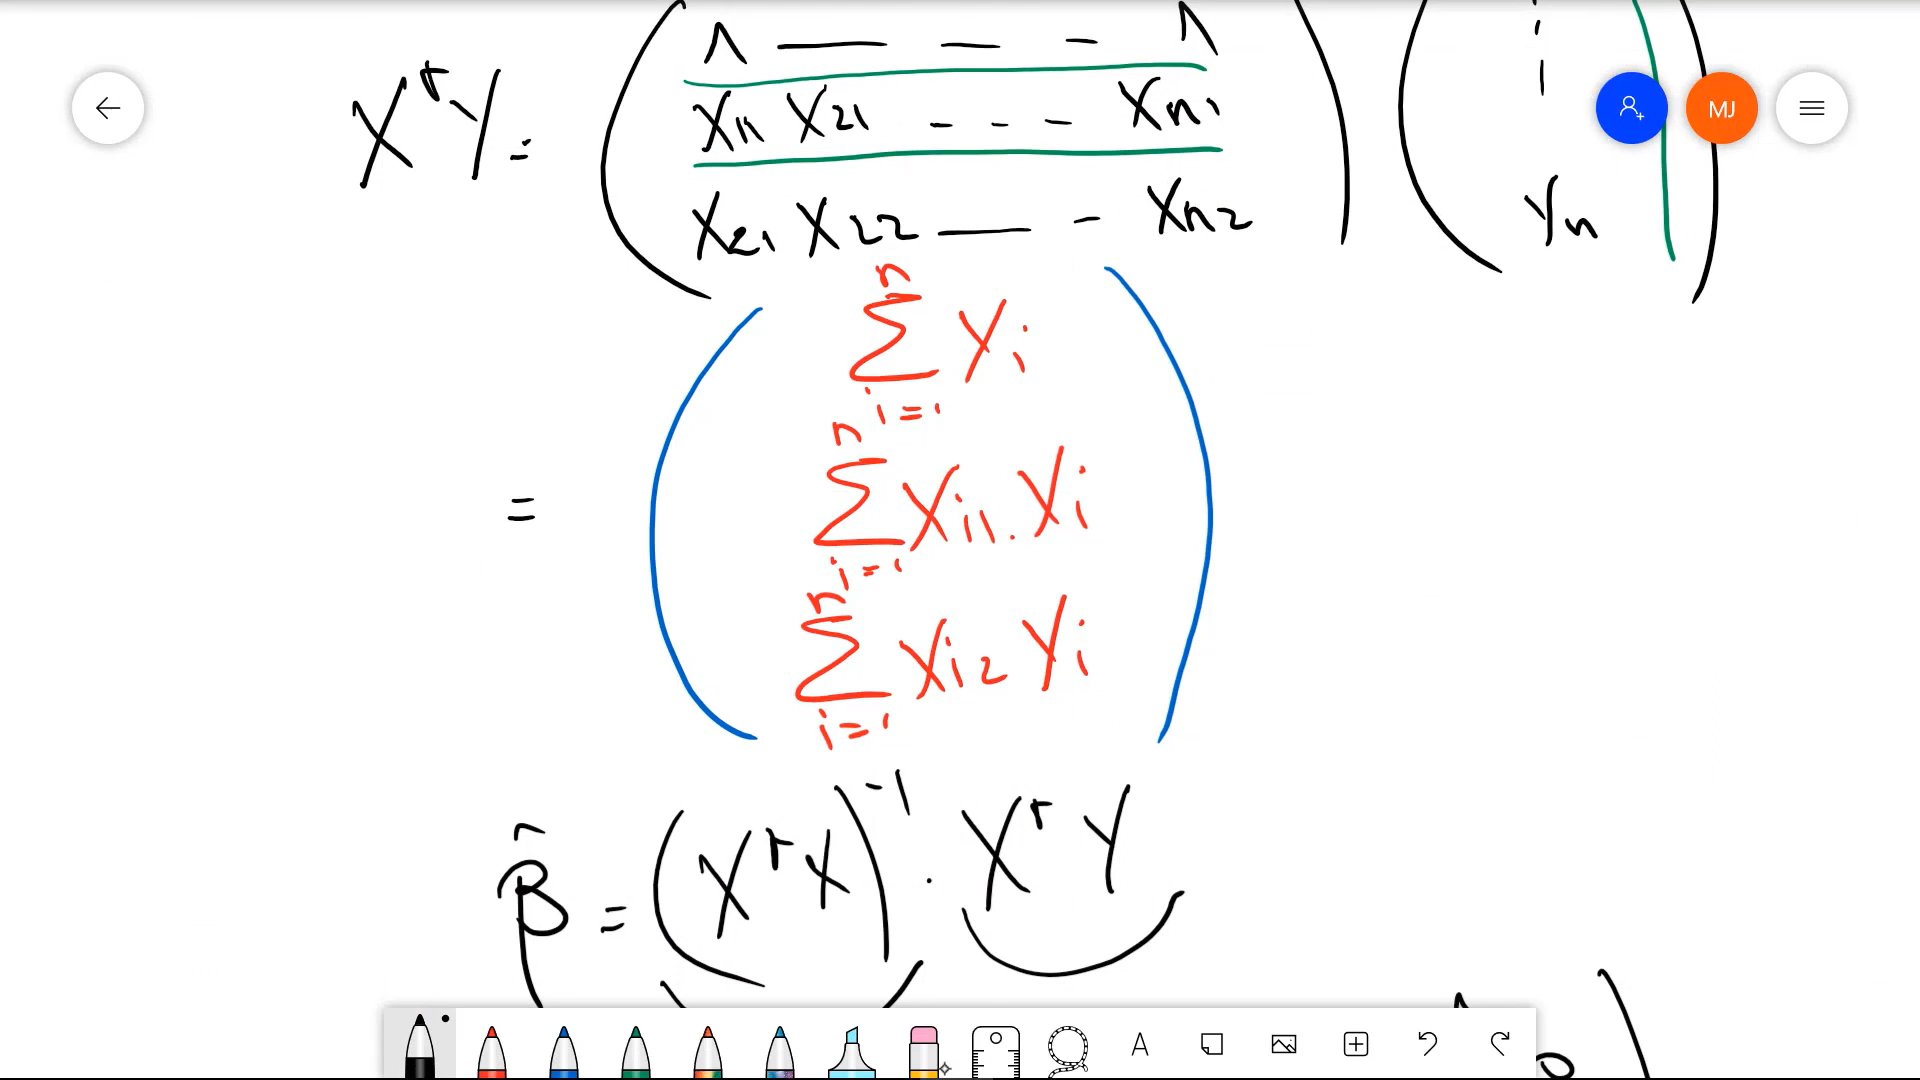 1 — — - 1
XᵀY = X₁₁ X₂₁ - - - Xₙ₁
X₂₁ X₂₂ — - Xₙ₂ Yₙ
MJ
n
∑ Yᵢ
i=1
n
= ∑ Xᵢ₁ . Yᵢ
i=1
n
∑ Xᵢ₂ Yᵢ
i=1
β̂ = (XᵀX)⁻¹ . XᵀY
A